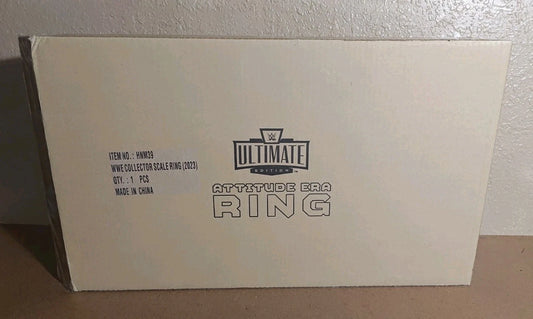 ITEM NO.: HNM39
WWE COLLECTOR SCALE RING (2023)
QTY. : 1 PCS
MADE IN CHINA
W
ULTIMATE
EDITION
ATTITUDE ERA
RING